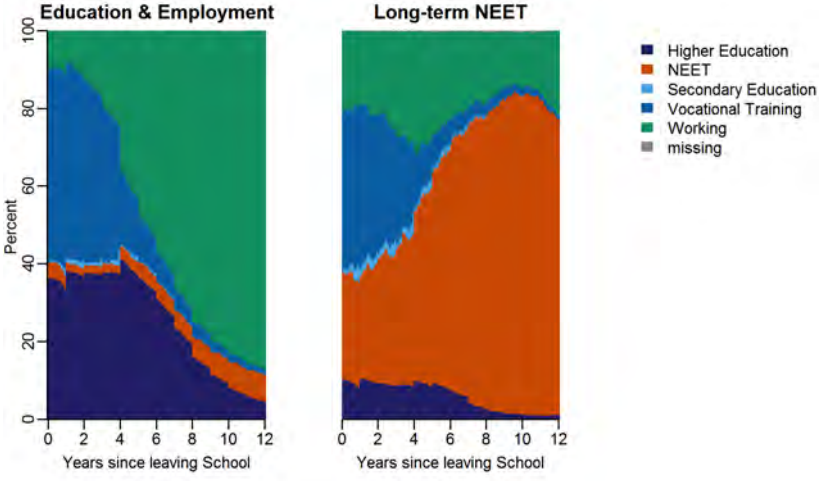 Education & Employment
Long-term NEET
100
80
60
40
20
0
Percent
0 2 4 6 8 10 12
Years since leaving School
0 2 4 6 8 10 12
Years since leaving School
Higher Education
NEET
Secondary Education
Vocational Training
Working
missing